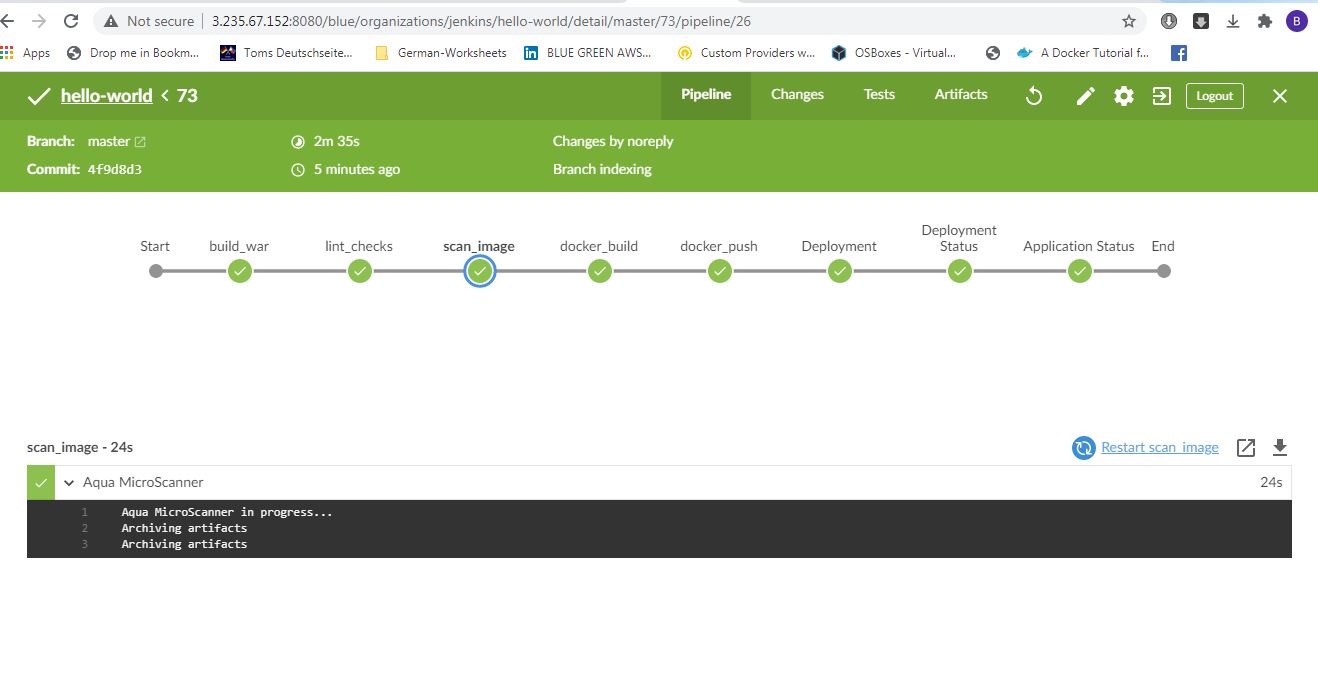 Not secure | 3.235.67.152:8080/blue/organizations/jenkins/hello-world/detail/master/73/pipeline/26 B
Apps Drop me in Bookm... Toms Deutschseite... German-Worksheets BLUE GREEN AWS... Custom Providers w... OSBoxes - Virtual... A Docker Tutorial f...
hello-world < 73 Pipeline Changes Tests Artifacts Logout
Branch: master 2m 35s Changes by noreply
Commit: 4f9d8d3 5 minutes ago Branch indexing
Deployment
Start build_war lint_checks scan_image docker_build docker_push Deployment Status Application Status End
scan_image - 24s Restart scan_image
Aqua MicroScanner 24s
1 Aqua MicroScanner in progress...
2 Archiving artifacts
3 Archiving artifacts